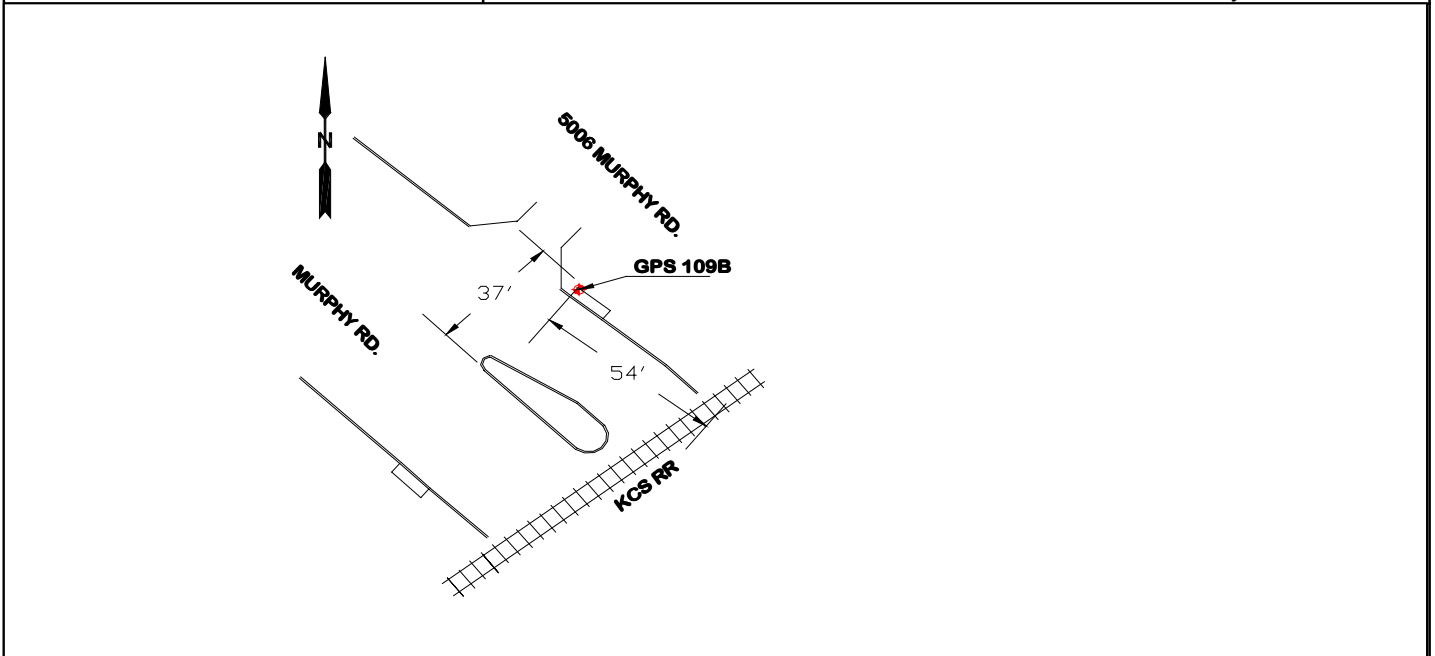 N
5006 MURPHY RD.
GPS 109B
MURPHY RD.
37'
54'
KCS RR